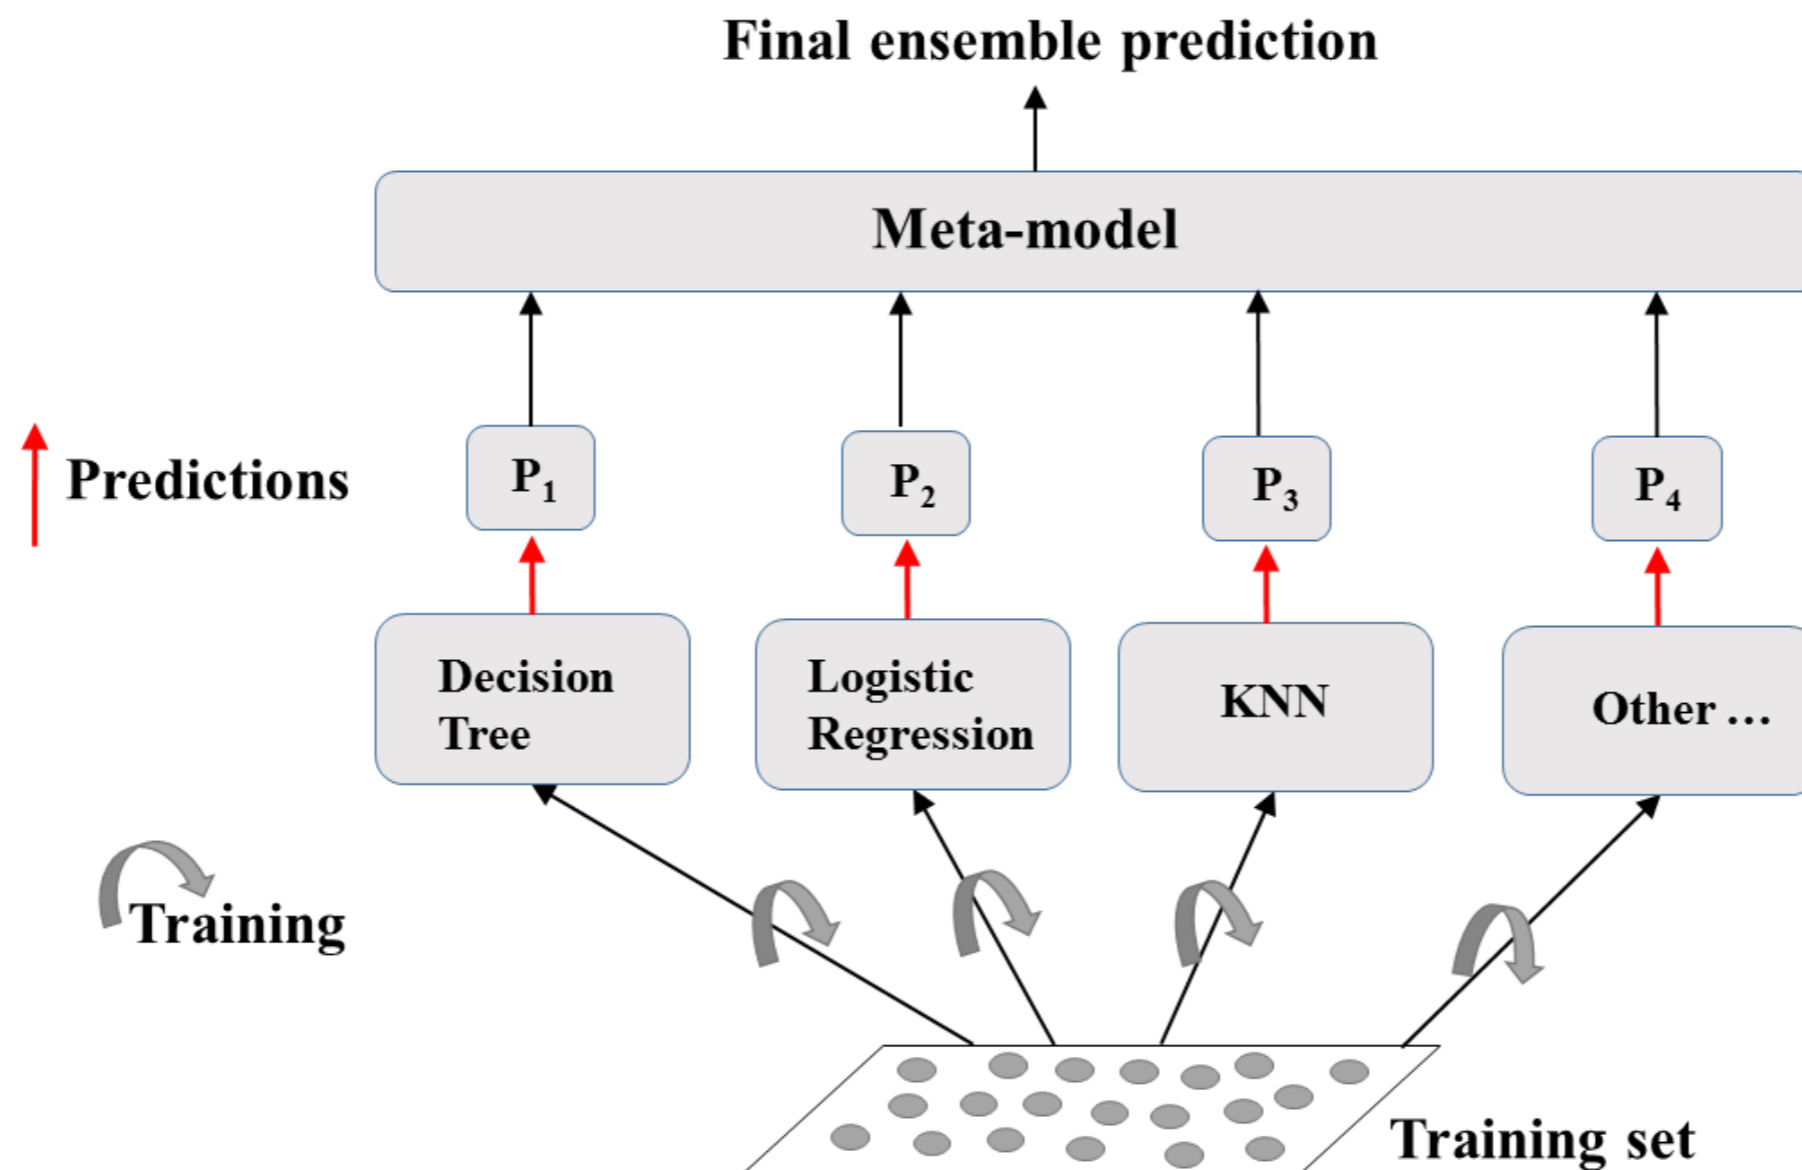 Final ensemble prediction
Meta-model
Predictions
P1
P2
P3
P4
Decision
Tree
Logistic
Regression
KNN
Other ...
Training
Training set